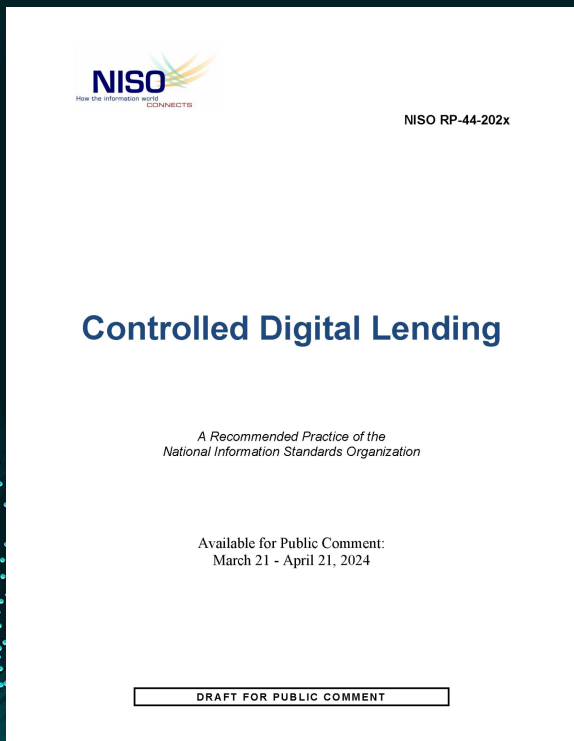 NISO
How the information world
CONNECTS
NISO RP-44-202x
Controlled Digital Lending
A Recommended Practice of the
National Information Standards Organization
Available for Public Comment:
March 21 - April 21, 2024
DRAFT FOR PUBLIC COMMENT